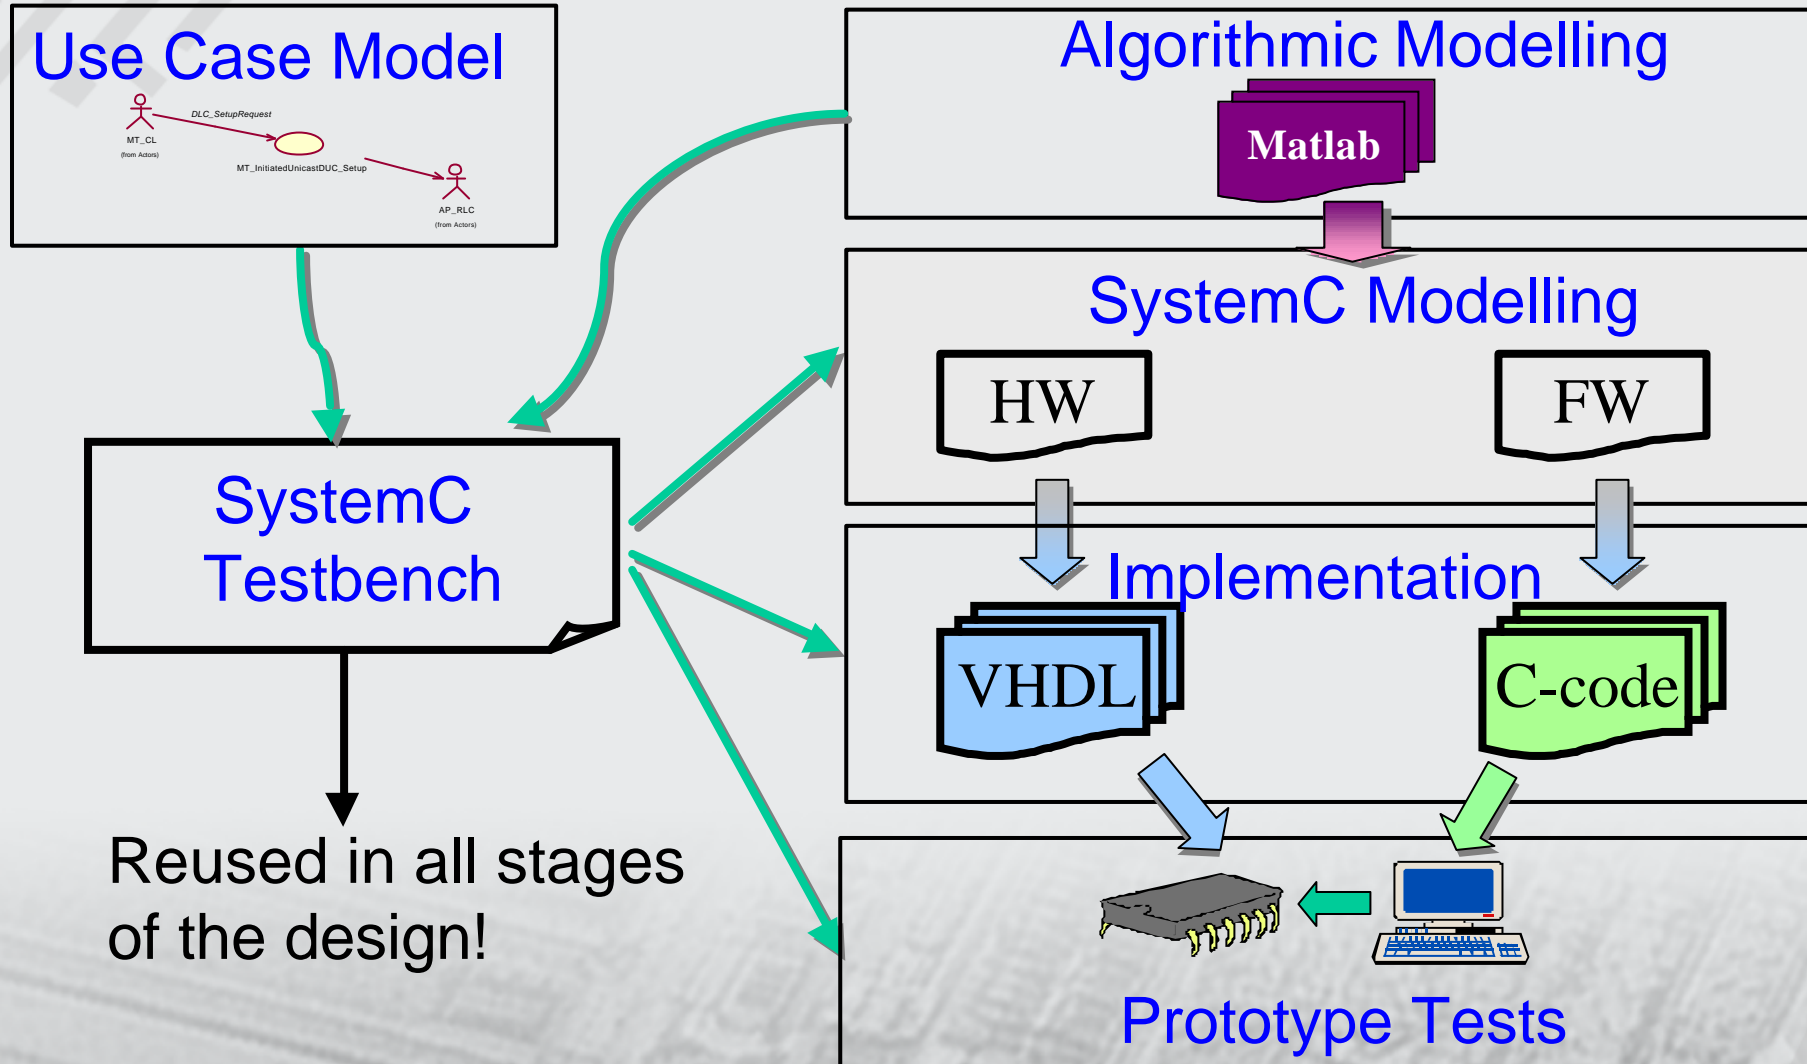 Use Case Model
DLC_SetupRequest
MT_CL
(from Actors)
MT_InitiatedUnicastDUC_Setup
AP_RLC
(from Actors)
Algorithmic Modelling
Matlab
SystemC Modelling
HW
FW
SystemC
Testbench
Implementation
VHDL
C-code
Reused in all stages
of the design!
Prototype Tests